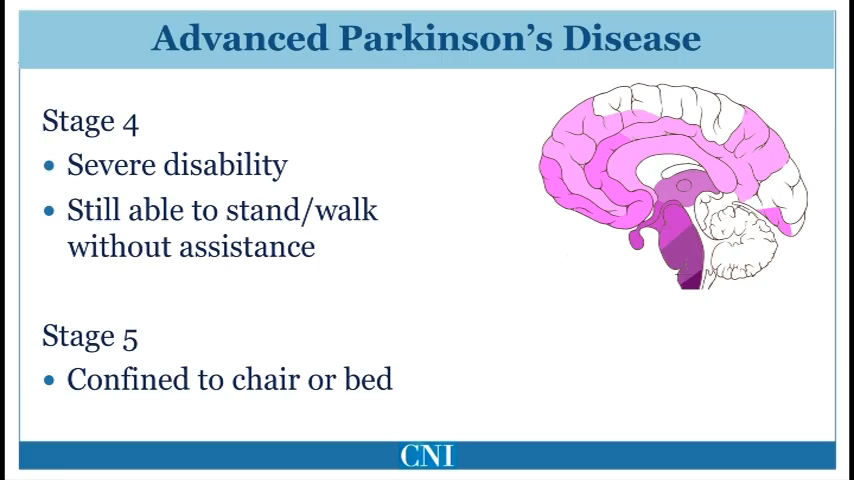 Advanced Parkinson's Disease
Stage 4
• Severe disability
• Still able to stand/walk
without assistance
Stage 5
• Confined to chair or bed
CNI